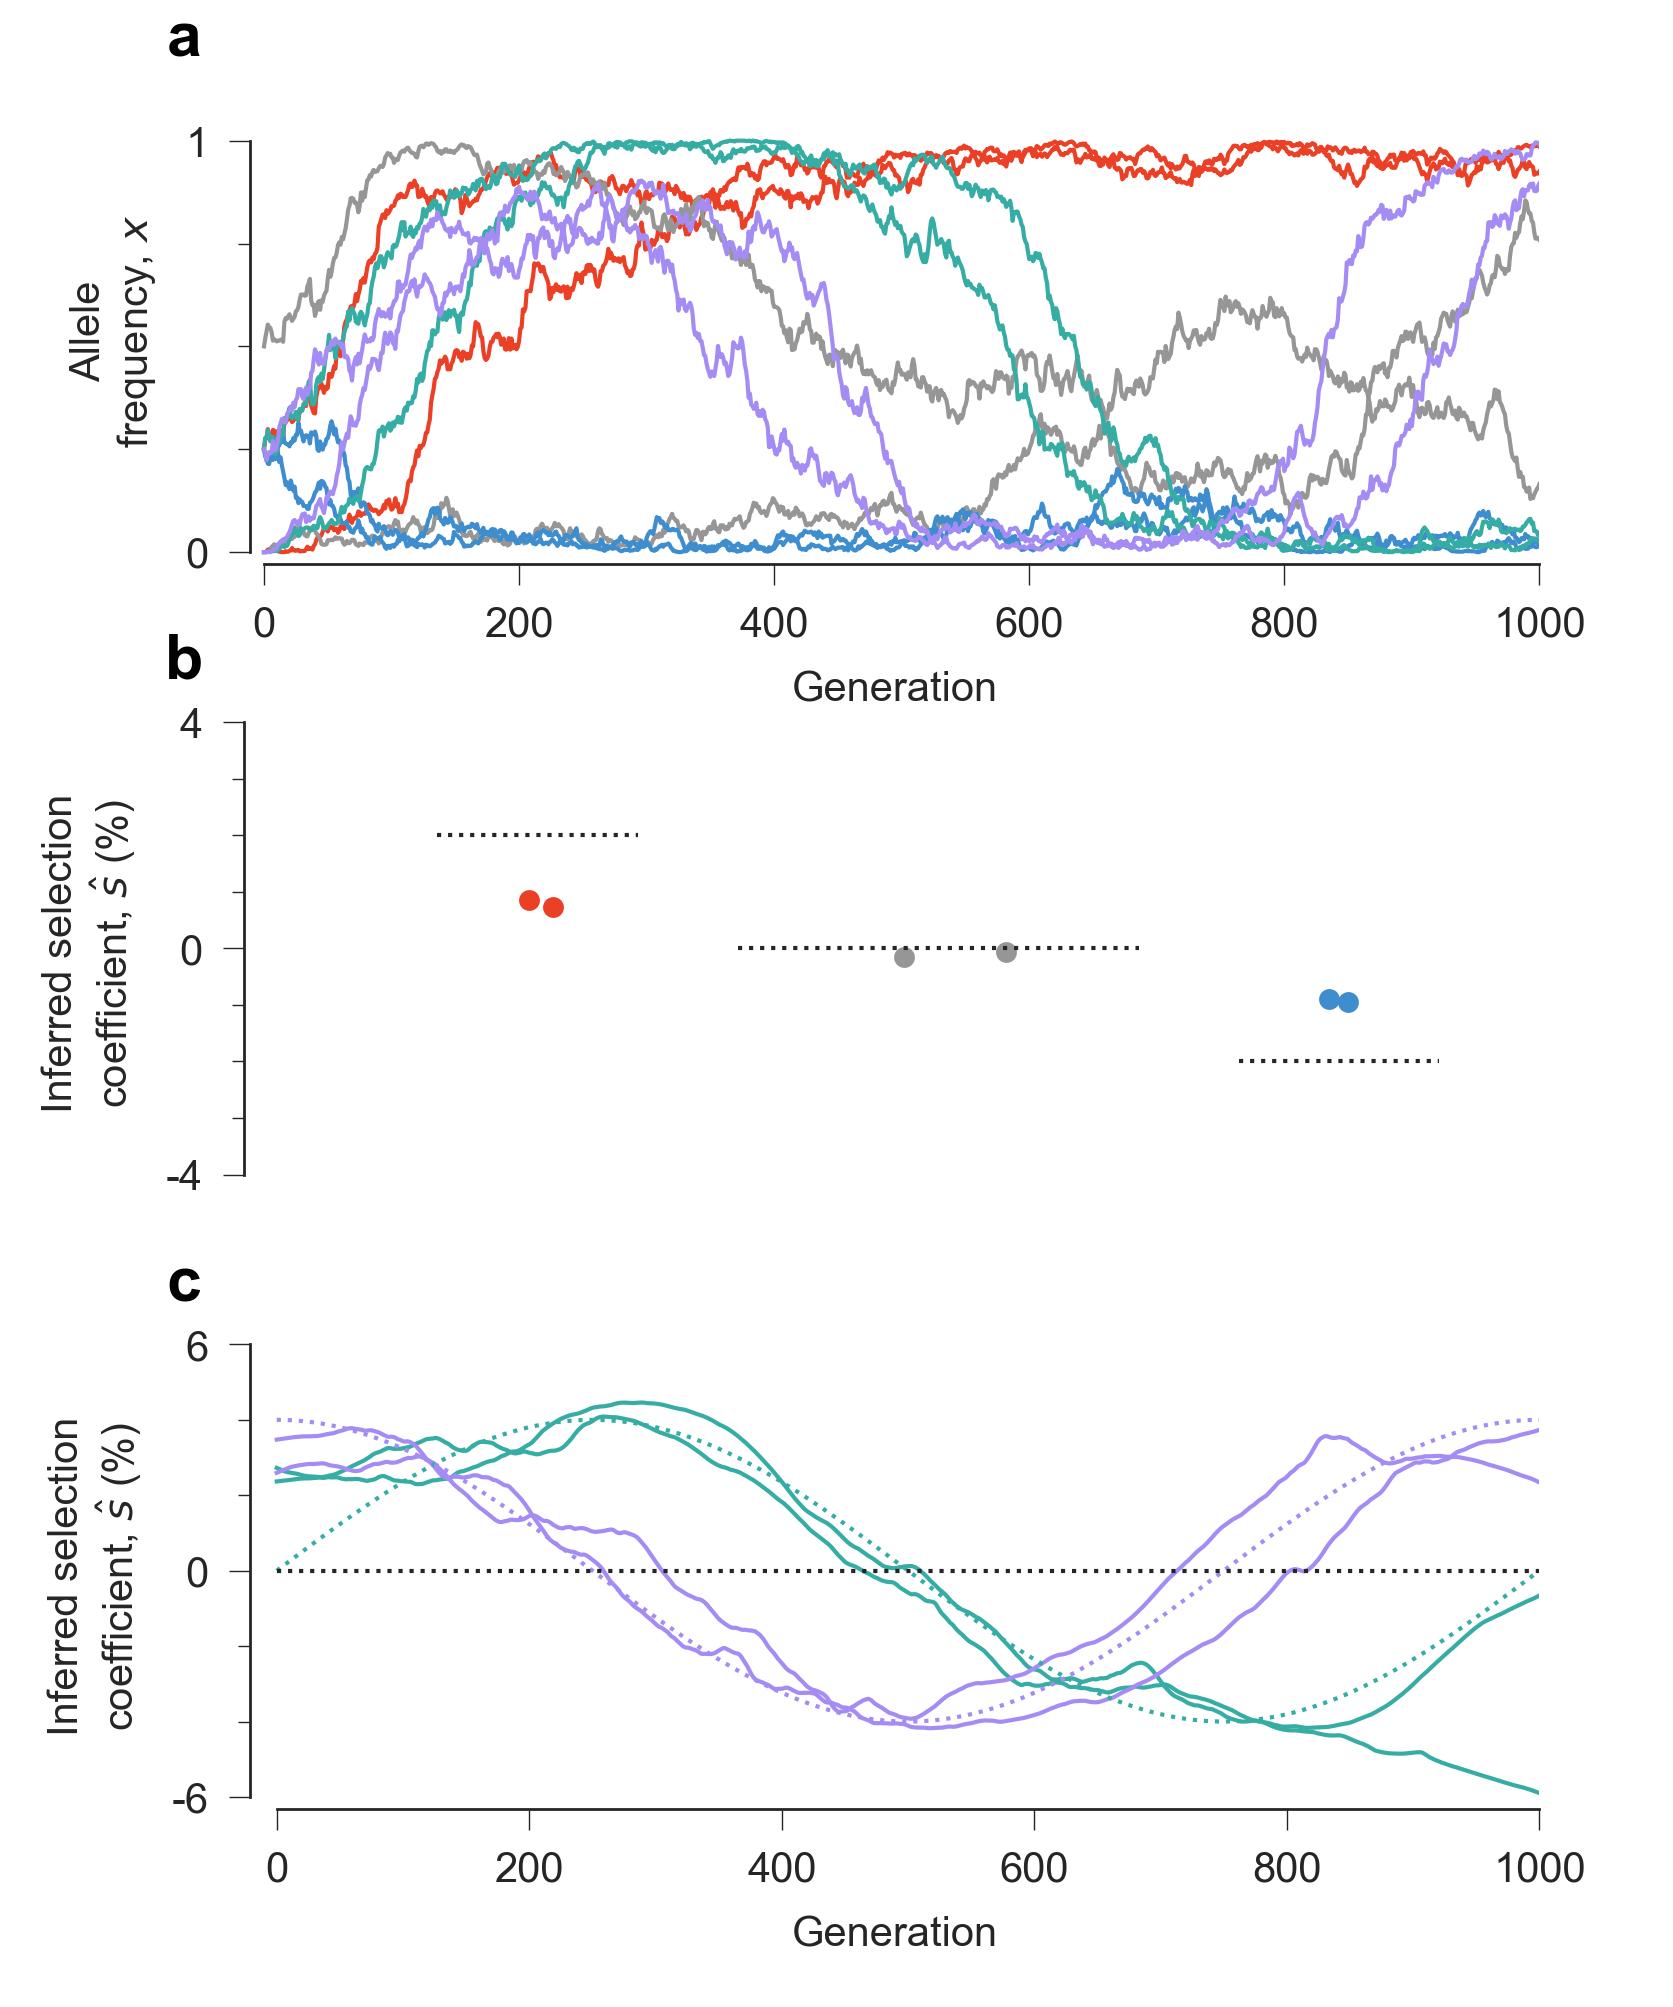 a
Allele
frequency, x
1
0
0 200 400 600 800 1000
Generation
b
Inferred selection
coefficient, ŝ (%)
4
0
-4
c
Inferred selection
coefficient, ŝ (%)
6
0
-6
0 200 400 600 800 1000
Generation